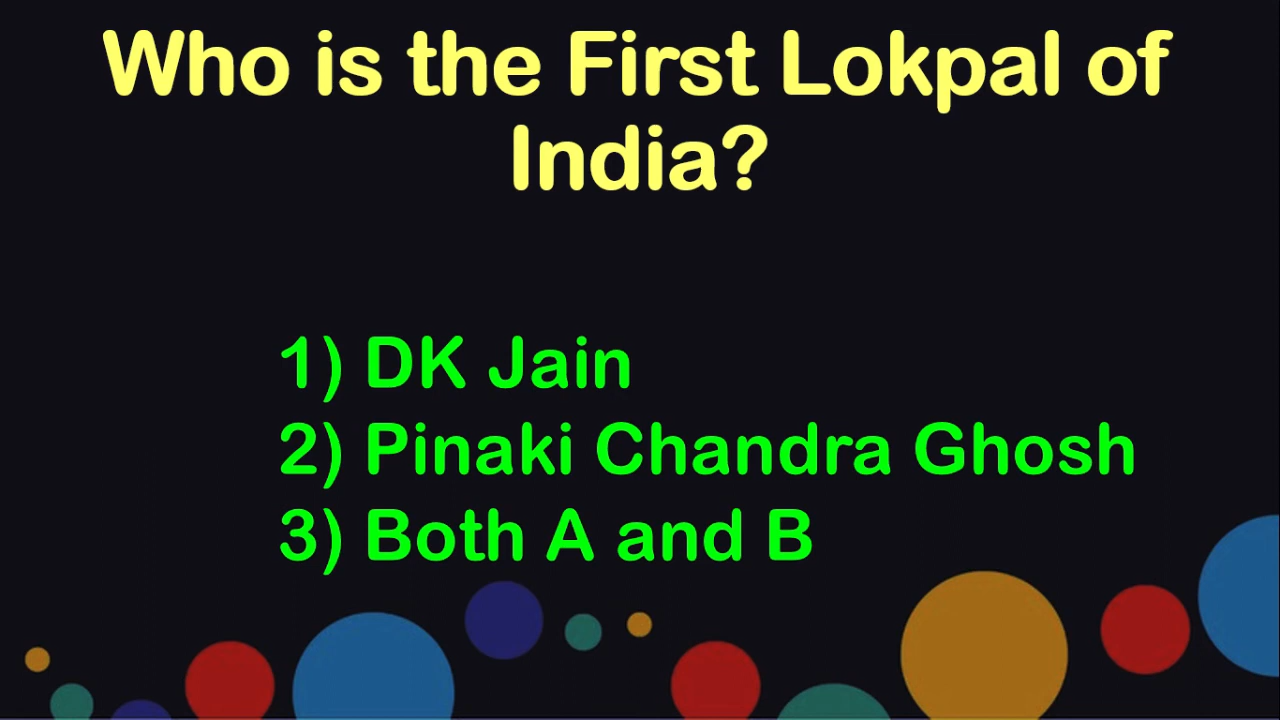 Who is the First Lokpal of
India?
1) DK Jain
2) Pinaki Chandra Ghosh
3) Both A and B